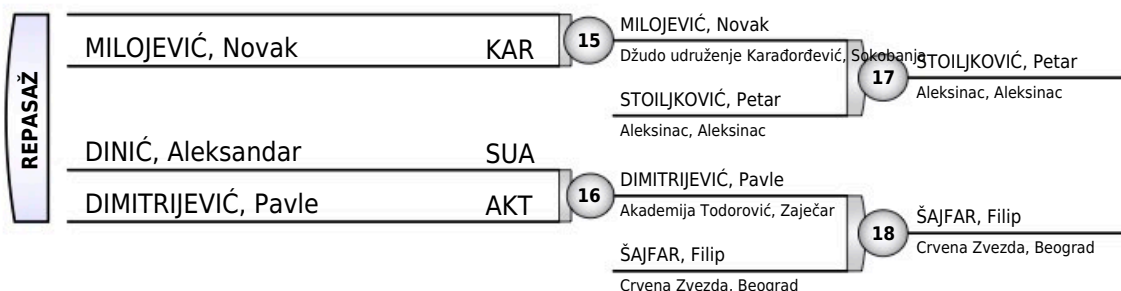 REPASAŽ
MILOJEVIĆ, Novak KAR
15
MILOJEVIĆ, Novak
Džudo udruženje Karađorđević, Sokobanja
STOILJKOVIĆ, Petar
Aleksinac, Aleksinac
17
STOILJKOVIĆ, Petar
Aleksinac, Aleksinac
DINIĆ, Aleksandar SUA
DIMITRIJEVIĆ, Pavle AKT
16
DIMITRIJEVIĆ, Pavle
Akademija Todorović, Zaječar
ŠAJFAR, Filip
Crvena Zvezda, Beograd
18
ŠAJFAR, Filip
Crvena Zvezda, Beograd